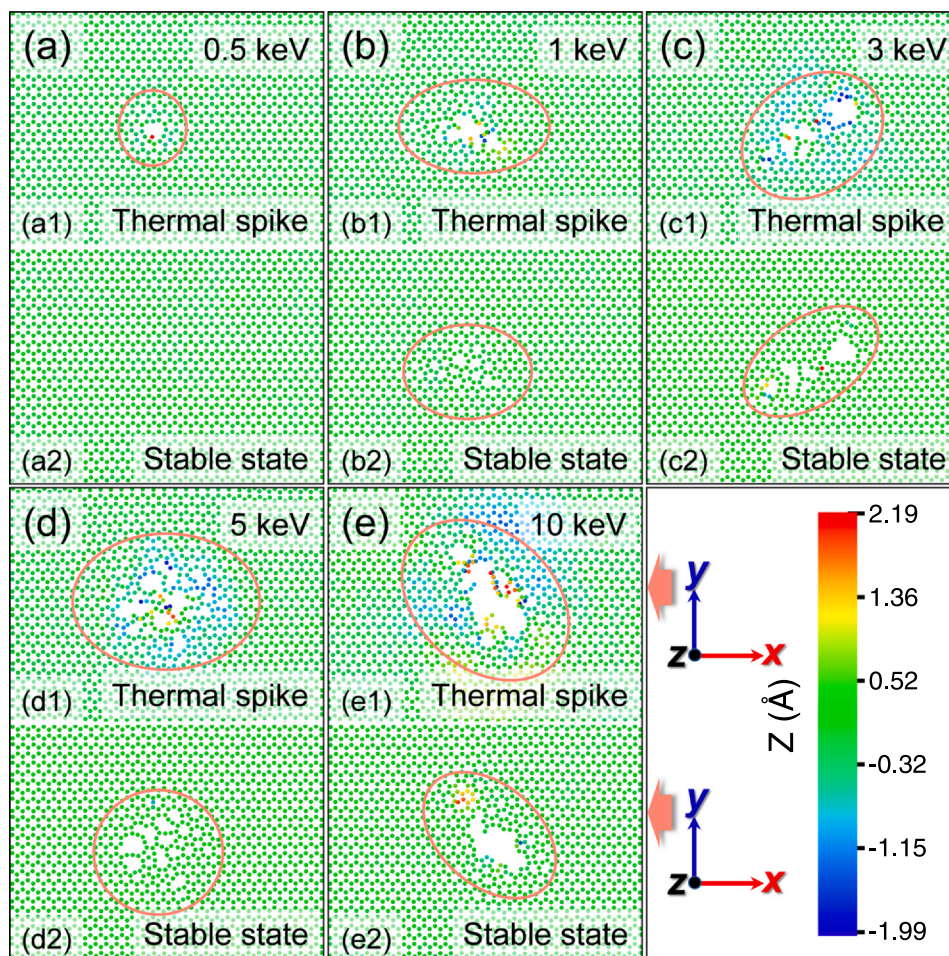 (a) 0.5 keV
(a1) Thermal spike
(a2) Stable state
(b) 1 keV
(b1) Thermal spike
(b2) Stable state
(c) 3 keV
(c1) Thermal spike
(c2) Stable state
(d) 5 keV
(d1) Thermal spike
(d2) Stable state
(e) 10 keV
(e1) Thermal spike
(e2) Stable state
y
z x
y
z x
Z (Å)
2.19
1.36
0.52
-0.32
-1.15
-1.99